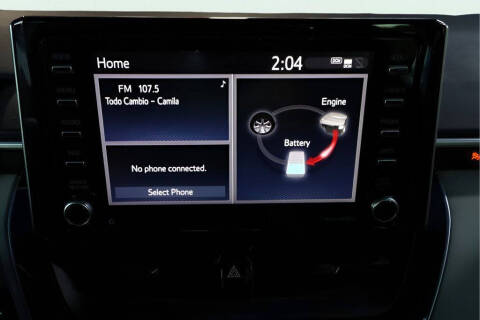 Home
2:04
FM 107.5
Todo Cambio - Camila
Engine
Battery
No phone connected.
Select Phone